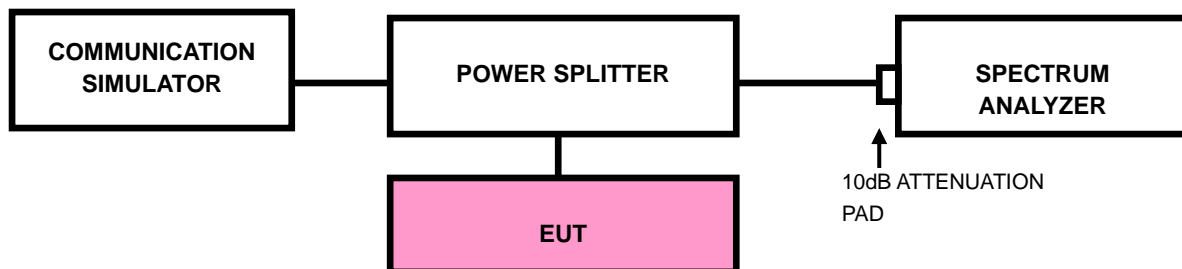 COMMUNICATION
SIMULATOR
POWER SPLITTER
SPECTRUM
ANALYZER
10dB ATTENUATION
PAD
EUT